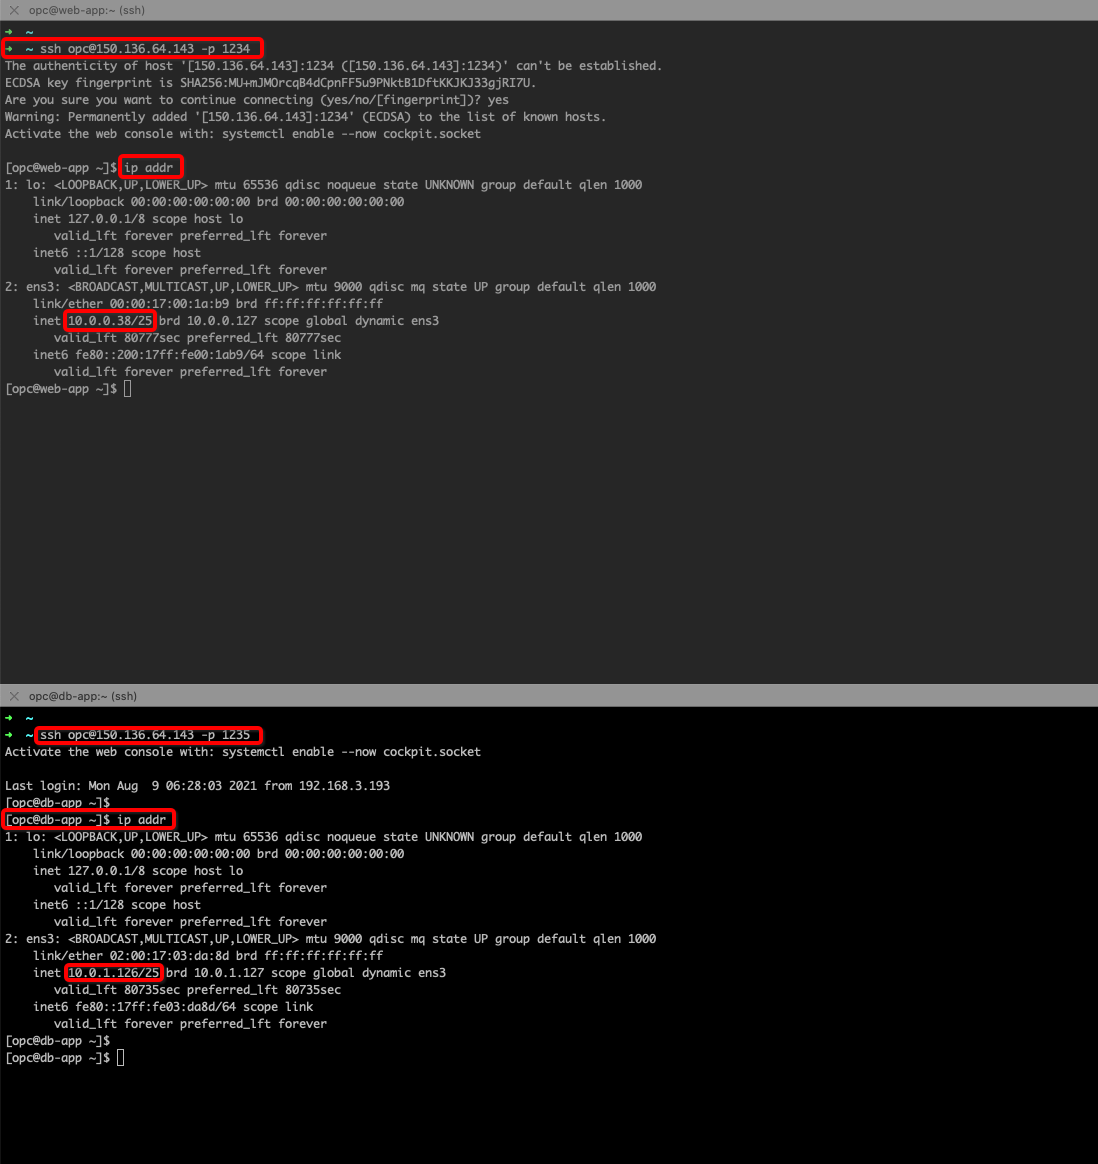 opc@web-app:~ (ssh)
➜ ~
➜ ~ ssh opc@150.136.64.143 -p 1234
The authenticity of host '[150.136.64.143]:1234 ([150.136.64.143]:1234)' can't be established.
ECDSA key fingerprint is SHA256:MU+mJMOrcqB4dCpnFF5u9PNktB1DftKKJKJ33gjRI7U.
Are you sure you want to continue connecting (yes/no/[fingerprint])? yes
Warning: Permanently added '[150.136.64.143]:1234' (ECDSA) to the list of known hosts.
Activate the web console with: systemctl enable --now cockpit.socket
[opc@web-app ~]$ ip addr
1: lo: <LOOPBACK,UP,LOWER_UP> mtu 65536 qdisc noqueue state UNKNOWN group default qlen 1000
link/loopback 00:00:00:00:00:00 brd 00:00:00:00:00:00
inet 127.0.0.1/8 scope host lo
valid_lft forever preferred_lft forever
inet6 ::1/128 scope host
valid_lft forever preferred_lft forever
2: ens3: <BROADCAST,MULTICAST,UP,LOWER_UP> mtu 9000 qdisc mq state UP group default qlen 1000
link/ether 00:00:17:00:1a:b9 brd ff:ff:ff:ff:ff:ff
inet 10.0.0.38/25 brd 10.0.0.127 scope global dynamic ens3
valid_lft 80777sec preferred_lft 80777sec
inet6 fe80::200:17ff:fe00:1ab9/64 scope link
valid_lft forever preferred_lft forever
[opc@web-app ~]$
opc@db-app:~ (ssh)
➜ ~
➜ ~ ssh opc@150.136.64.143 -p 1235
Activate the web console with: systemctl enable --now cockpit.socket
Last login: Mon Aug  9 06:28:03 2021 from 192.168.3.193
[opc@db-app ~]$
[opc@db-app ~]$ ip addr
1: lo: <LOOPBACK,UP,LOWER_UP> mtu 65536 qdisc noqueue state UNKNOWN group default qlen 1000
link/loopback 00:00:00:00:00:00 brd 00:00:00:00:00:00
inet 127.0.0.1/8 scope host lo
valid_lft forever preferred_lft forever
inet6 ::1/128 scope host
valid_lft forever preferred_lft forever
2: ens3: <BROADCAST,MULTICAST,UP,LOWER_UP> mtu 9000 qdisc mq state UP group default qlen 1000
link/ether 02:00:17:03:da:8d brd ff:ff:ff:ff:ff:ff
inet 10.0.1.126/25 brd 10.0.1.127 scope global dynamic ens3
valid_lft 80735sec preferred_lft 80735sec
inet6 fe80::17ff:fe03:da8d/64 scope link
valid_lft forever preferred_lft forever
[opc@db-app ~]$
[opc@db-app ~]$